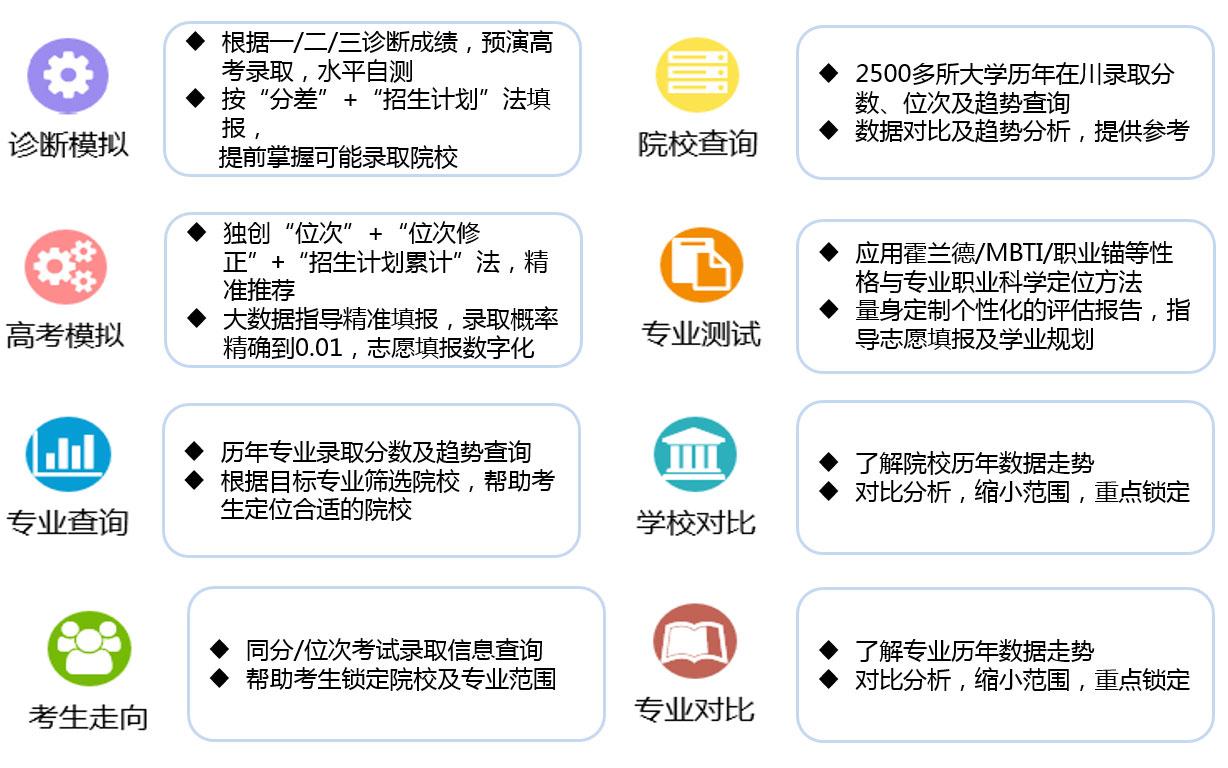 诊断模拟
◆ 根据一/二/三诊断成绩，预演高
考录取，水平自测
◆ 按“分差”+“招生计划”法填
报，
提前掌握可能录取院校
院校查询
◆ 2500多所大学历年在川录取分
数、位次及趋势查询
◆ 数据对比及趋势分析，提供参考
高考模拟
◆ 独创“位次”+“位次修
正”+“招生计划累计”法，精
准推荐
◆ 大数据指导精准填报，录取概率
精确到0.01，志愿填报数字化
专业测试
◆ 应用霍兰德/MBTI/职业锚等性
格与专业职业科学定位方法
◆ 量身定制个性化的评估报告，指
导志愿填报及学业规划
专业查询
◆ 历年专业录取分数及趋势查询
◆ 根据目标专业筛选院校，帮助考
生定位合适的院校
学校对比
◆ 了解院校历年数据走势
◆ 对比分析，缩小范围，重点锁定
考生走向
◆ 同分/位次考试录取信息查询
◆ 帮助考生锁定院校及专业范围
专业对比
◆ 了解专业历年数据走势
◆ 对比分析，缩小范围，重点锁定